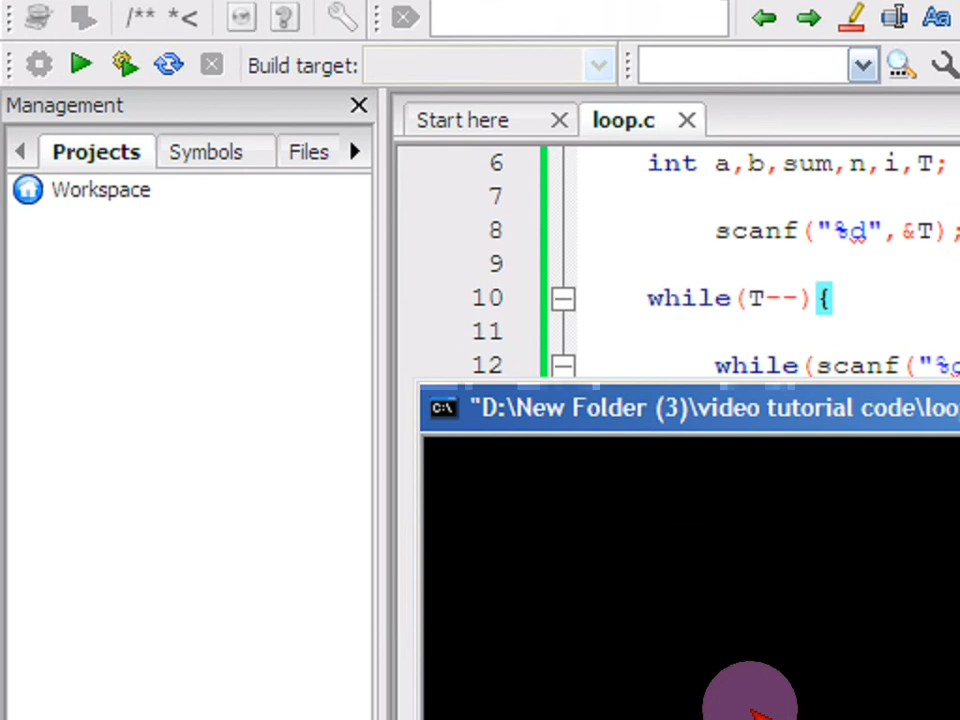 /** *<
Build target:
Management
Projects Symbols Files
Workspace
Start here loop.c
6 int a,b,sum,n,i,T;
7
8 scanf("%d",&T);
9
10 while(T--){
11
12 while(scanf("%
"D:\New Folder (3)\video tutorial code\loo